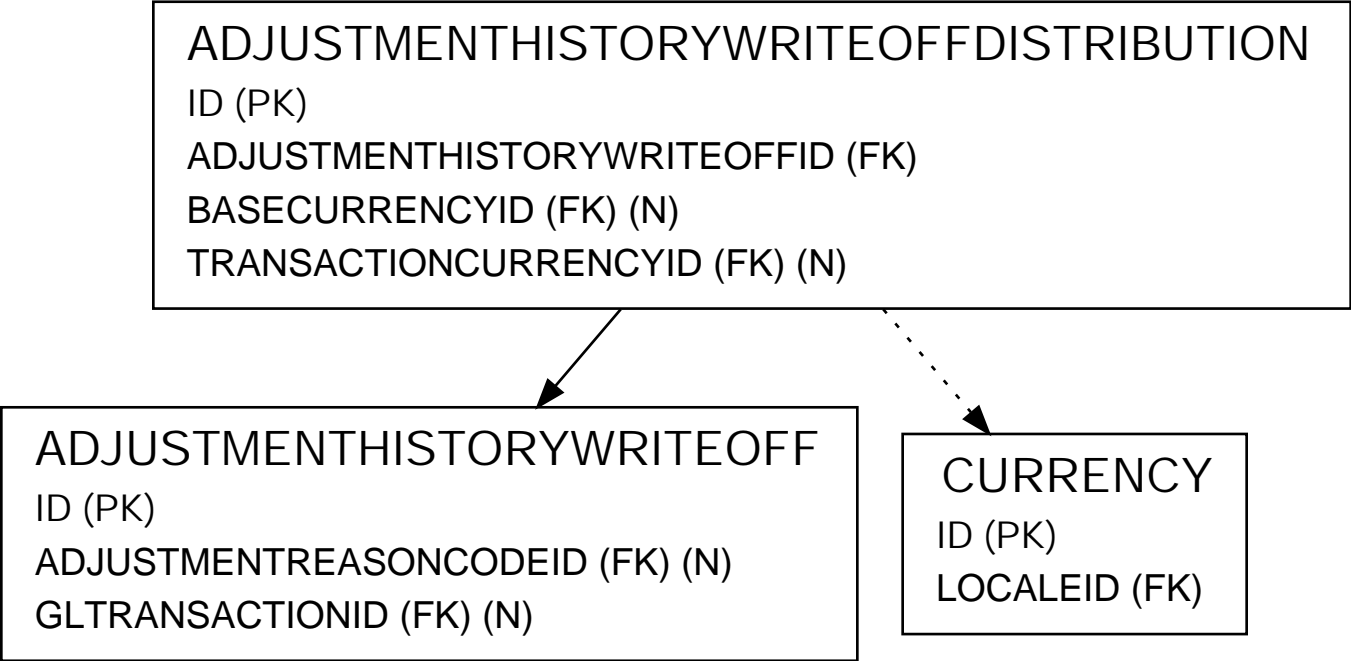 ADJUSTMENTHISTORYWRITEOFFDISTRIBUTION
ID (PK)
ADJUSTMENTHISTORYWRITEOFFID (FK)
BASECURRENCYID (FK) (N)
TRANSACTIONCURRENCYID (FK) (N)
ADJUSTMENTHISTORYWRITEOFF
ID (PK)
ADJUSTMENTREASONCODEID (FK) (N)
GLTRANSACTIONID (FK) (N)
CURRENCY
ID (PK)
LOCALEID (FK)